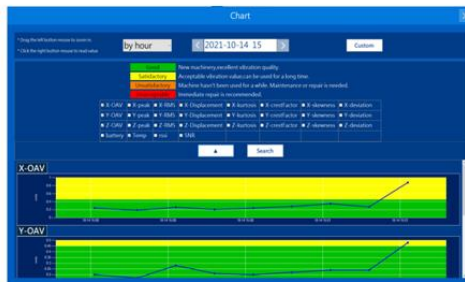 Chart
* Drag the left button mouse to zoom in
* Click the right button mouse to read value
by hour
2021-10-14 15
Custom
Good New machinery,excellent vibration quality.
Satisfactory Acceptable vibration value,can be used for a long time.
Unsatisfactory Machine hasn't been used for a while. Maintenance or repair is needed.
Immediate repair is recommended.
X-OAV X-peak X-RMS X-Displacement X-kurtosis X-crestFactor X-skewness X-deviation
Y-OAV Y-peak Y-RMS Y-Displacement Y-kurtosis Y-crestFactor Y-skewness Y-deviation
Z-OAV Z-peak Z-RMS Z-Displacement Z-kurtosis Z-crestFactor Z-skewness Z-deviation
battery Temp rssi SNR
▲ Search
X-OAV
Y-OAV